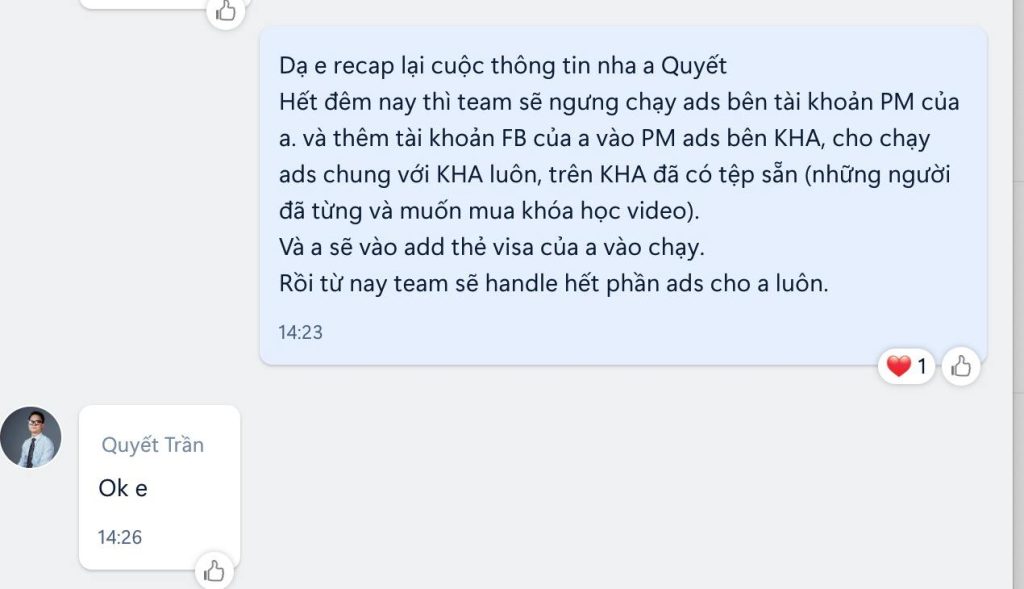 Dạ e recap lại cuộc thông tin nha a Quyết
Hết đêm nay thì team sẽ ngưng chạy ads bên tài khoản PM của
a. và thêm tài khoản FB của a vào PM ads bên KHA, cho chạy
ads chung với KHA luôn, trên KHA đã có tệp sẵn (những người
đã từng và muốn mua khóa học video).
Và a sẽ vào add thẻ visa của a vào chạy.
Rồi từ nay team sẽ handle hết phần ads cho a luôn.
14:23
1
Quyết Trần
Ok e
14:26